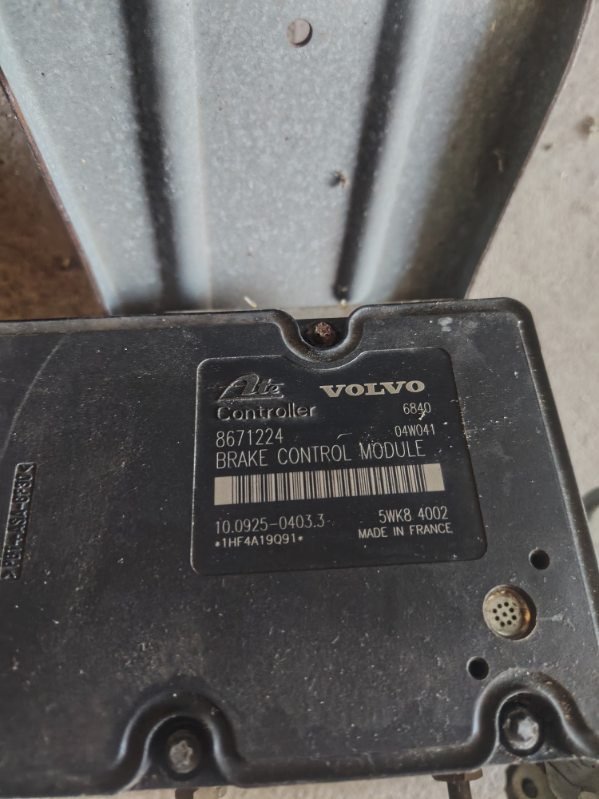 Ate VOLVO
Controller 6840
8671224 04W041
BRAKE CONTROL MODULE
10.0925-0403.3 5WK8 4002
*1HF4A19Q91* MADE IN FRANCE